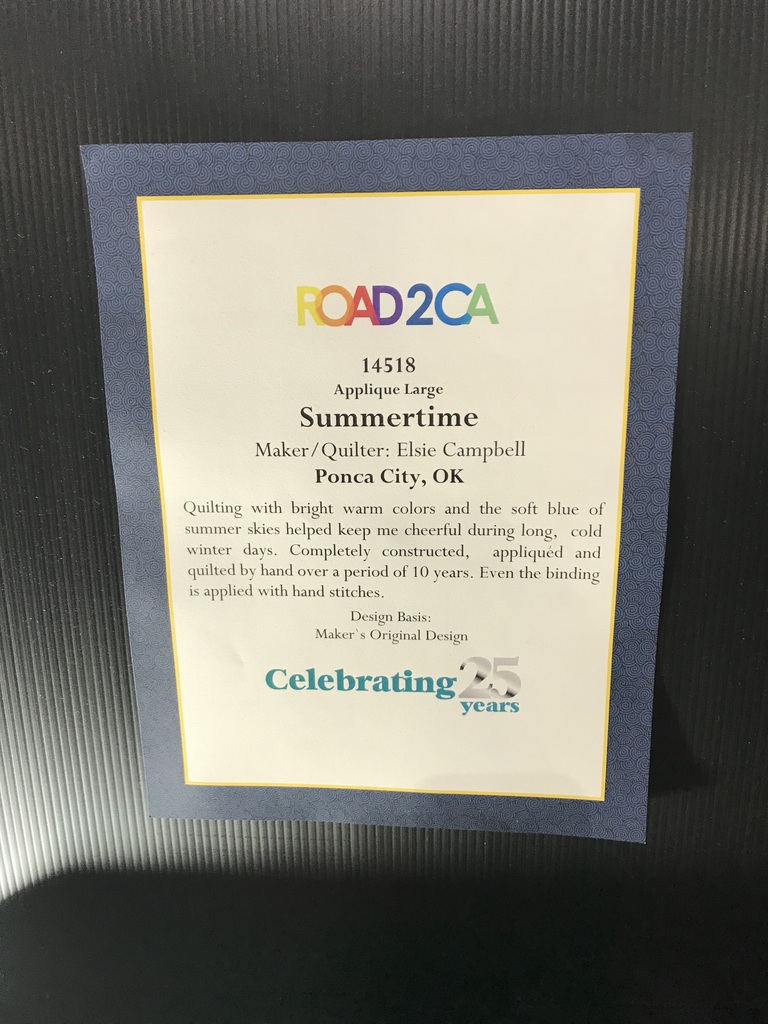 ROAD2CA
14518
Applique Large
Summertime
Maker/Quilter: Elsie Campbell
Ponca City, OK
Quilting with bright warm colors and the soft blue of
summer skies helped keep me cheerful during long, cold
winter days. Completely constructed, appliquéd and
quilted by hand over a period of 10 years. Even the binding
is applied with hand stitches.
Design Basis:
Maker`s Original Design
Celebrating 25
years